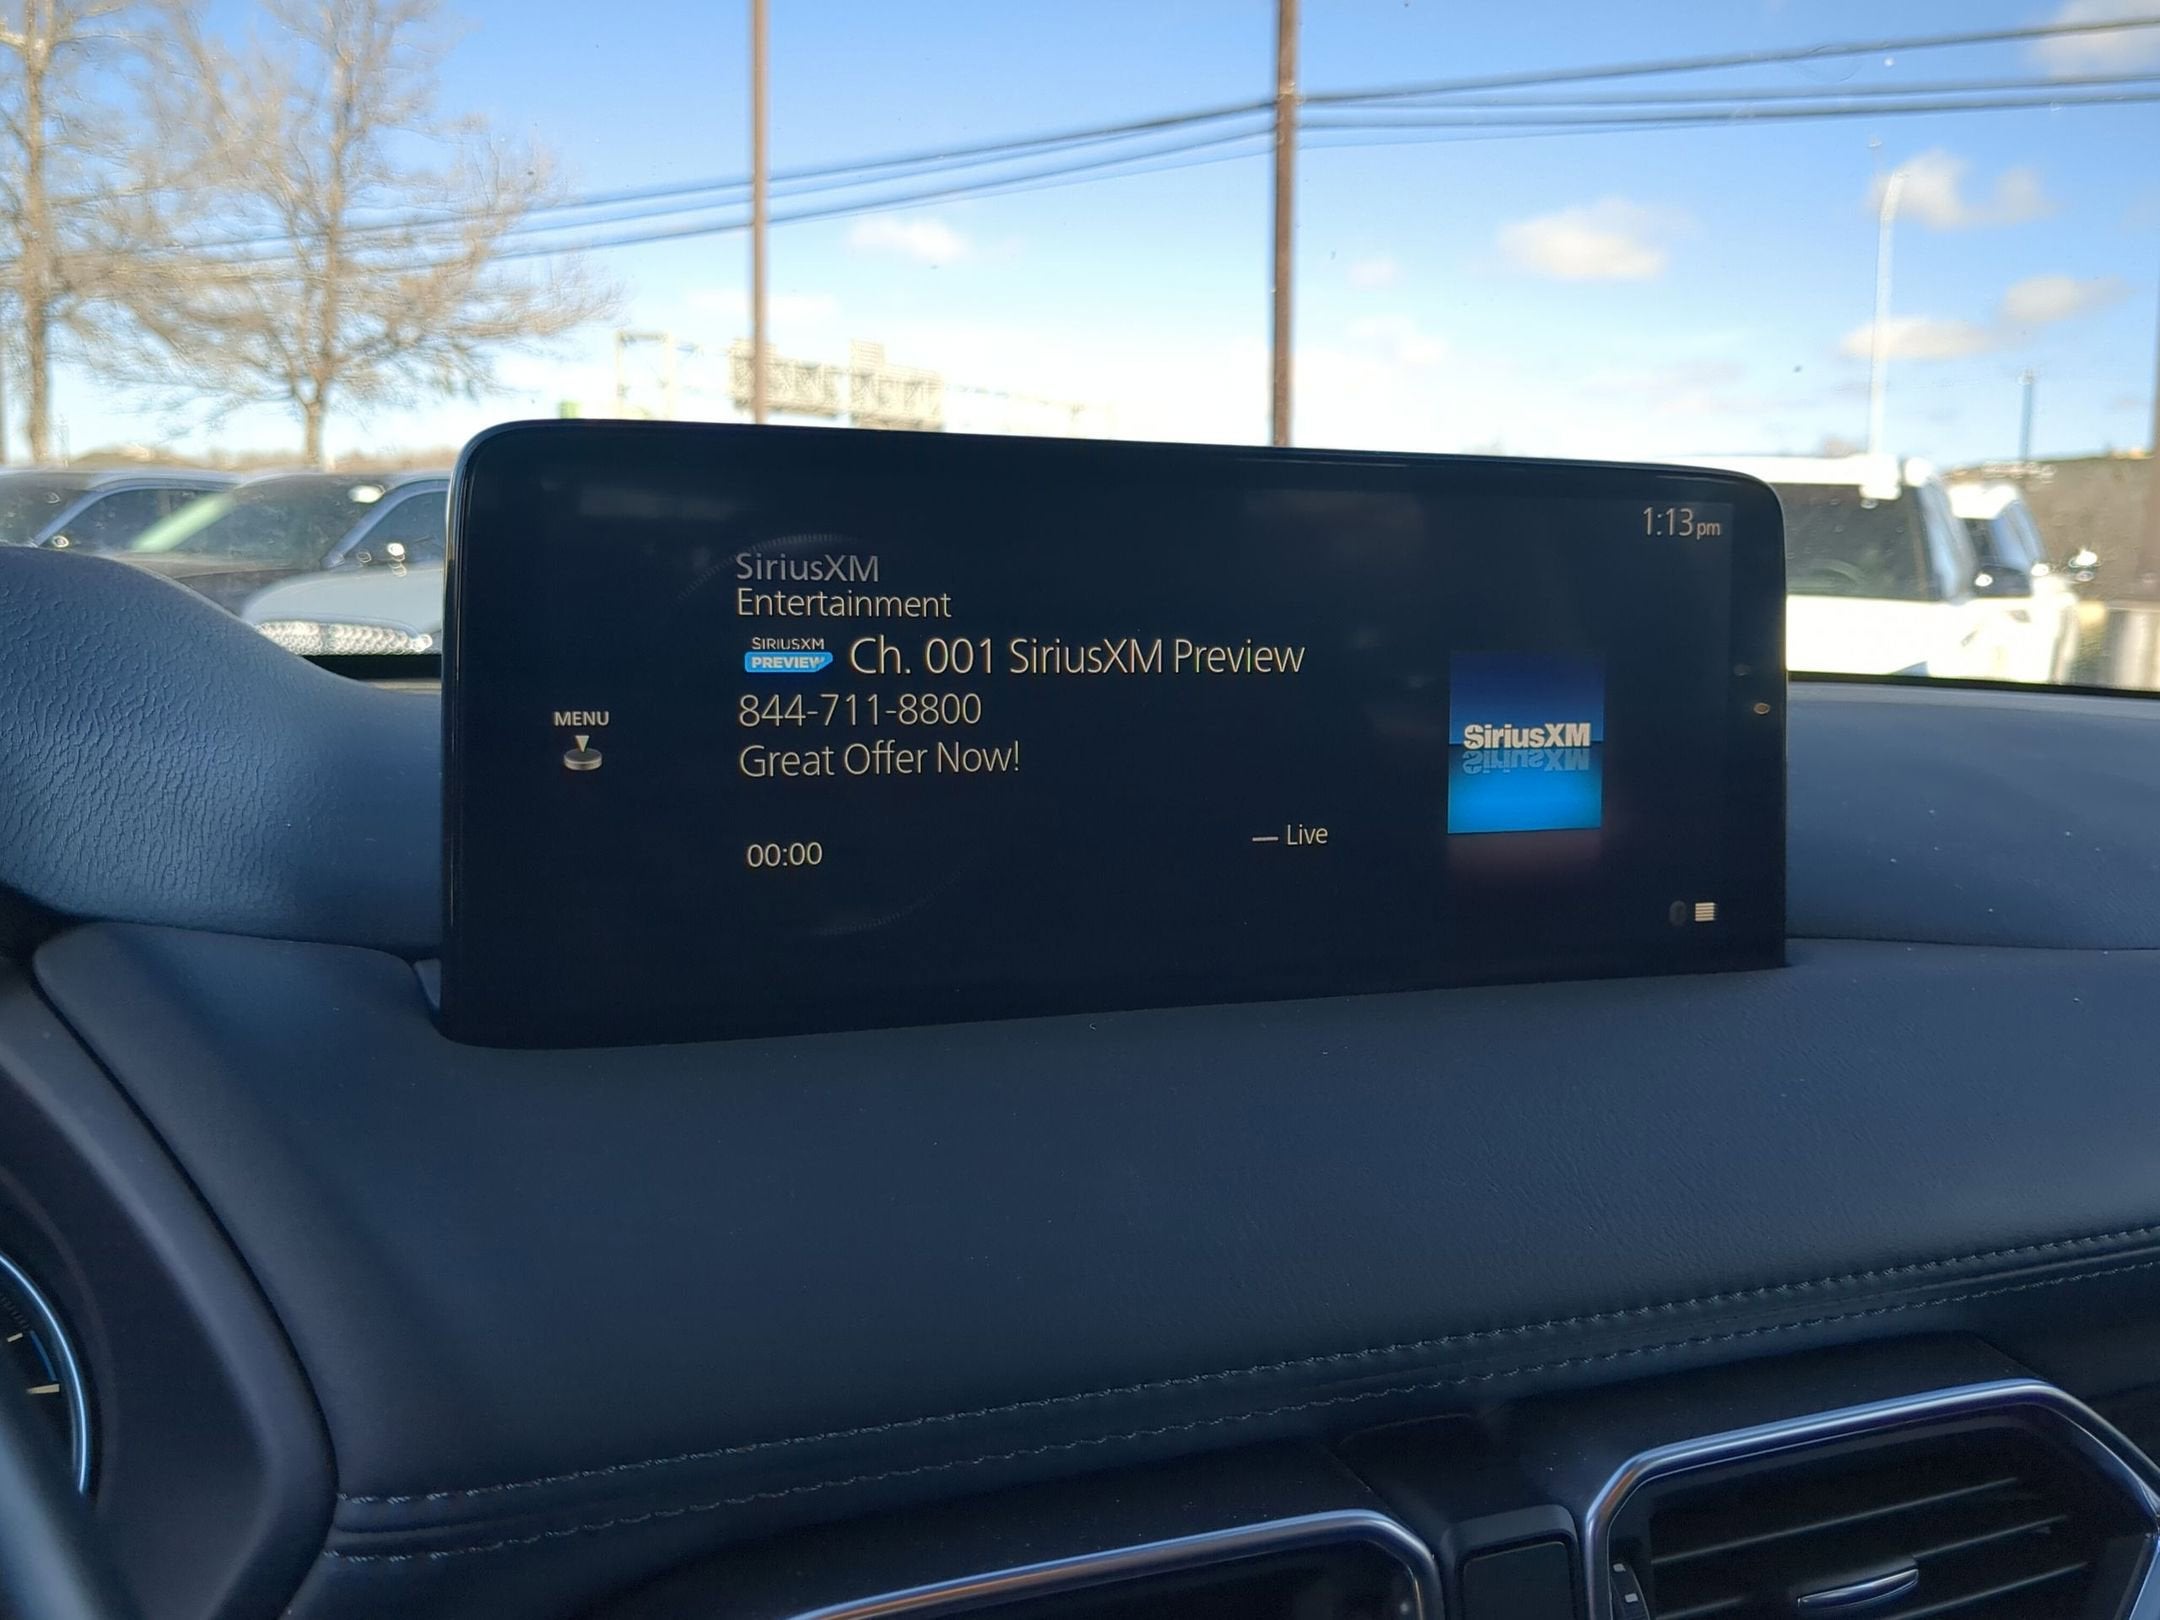 1:13pm
SiriusXM
Entertainment
SIRIUSXM
PREVIEW
Ch. 001 SiriusXM Preview
844-711-8800
Great Offer Now!
MENU
SiriusXM
00:00
— Live